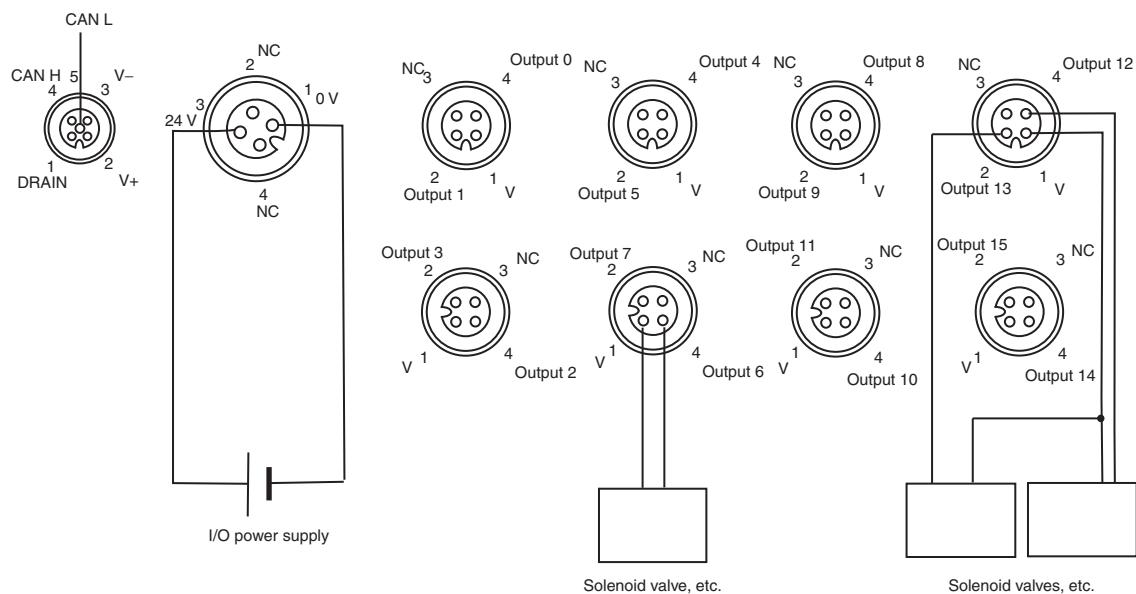 CAN L
CAN H 5 V–
4 3
1 2
DRAIN V+
NC
2
3 1
24 V 0 V
4
NC
I/O power supply
Output 0
NC
3 4
2 1
Output 1 V
Output 4
NC
3 4
2 1
Output 5 V
Output 8
NC
3 4
2 1
Output 9 V
Output 12
NC
3 4
2 1
Output 13 V
Output 3
2 3 NC
V 1 4
Output 2
Output 7
2 3 NC
V 1 4
Output 6
Output 11
2 3 NC
V 1 4
Output 10
Output 15
2 3 NC
V 1 4
Output 14
Solenoid valve, etc.
Solenoid valves, etc.